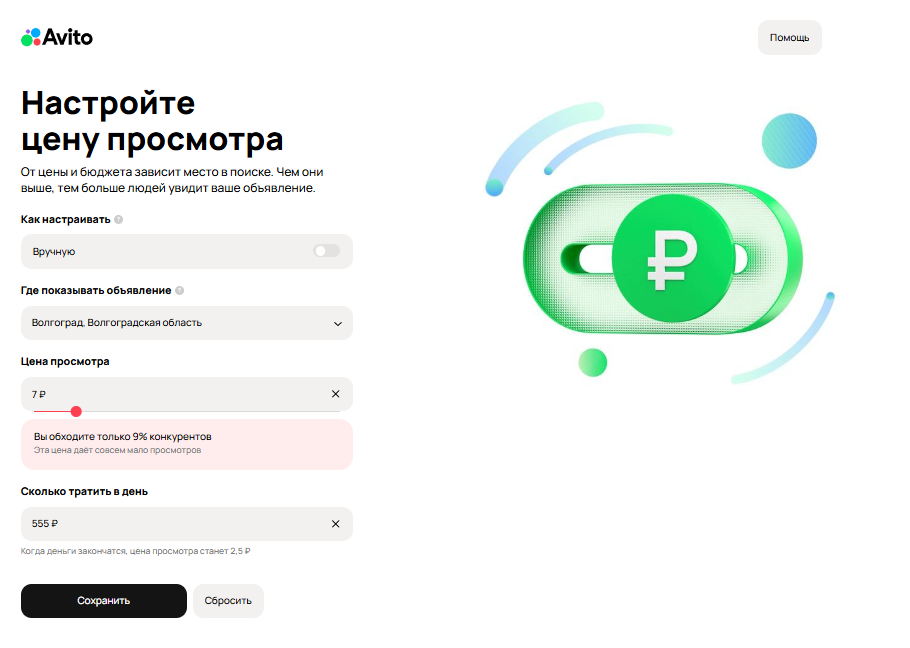 Avito
Помощь
Настройте
цену просмотра
От цены и бюджета зависит место в поиске. Чем они
выше, тем больше людей увидит ваше объявление.
Как настраивать ?
Вручную
Где показывать объявление ?
Волгоград, Волгоградская область
Цена просмотра
7 ₽
Вы обходите только 9% конкурентов
Эта цена даёт совсем мало просмотров
Сколько тратить в день
555 ₽
Когда деньги закончатся, цена просмотра станет 2,5 ₽
Сохранить
Сбросить
₽